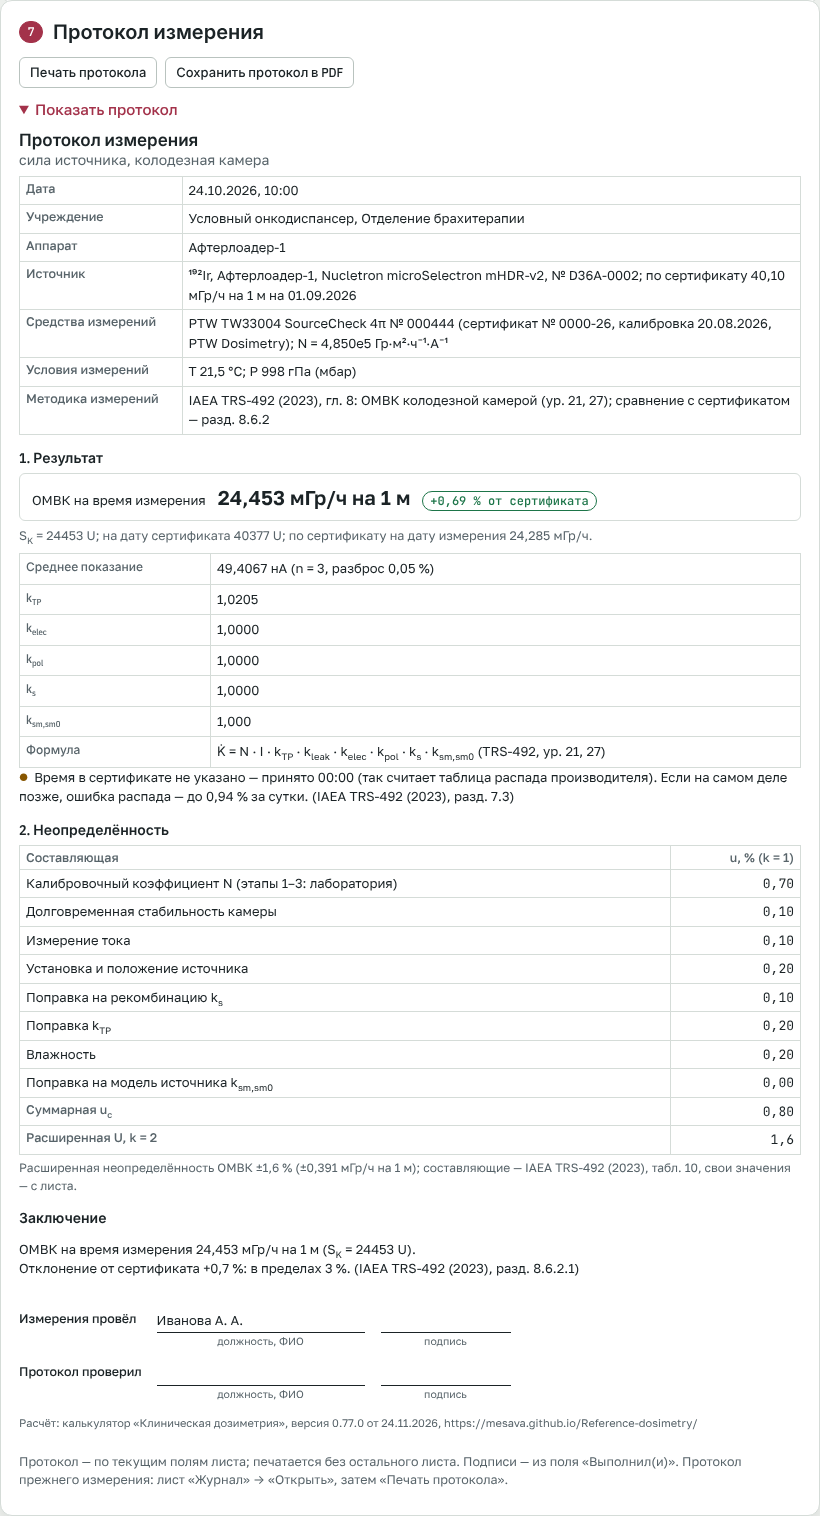 7 Протокол измерения
Печать протокола Сохранить протокол в PDF
▼ Показать протокол
Протокол измерения
сила источника, колодезная камера
Дата 24.10.2026, 10:00
Учреждение Условный онкодиспансер, Отделение брахитерапии
Аппарат Афтерлоадер-1
Источник ¹⁹²Ir, Афтерлоадер-1, Nucletron microSelectron mHDR-v2, № D36A-0002; по сертификату 40,10
мГр/ч на 1 м на 01.09.2026
Средства измерений PTW TW33004 SourceCheck 4π № 000444 (сертификат № 0000-26, калибровка 20.08.2026,
PTW Dosimetry); N = 4,850e5 Гр·м²·ч⁻¹·А⁻¹
Условия измерений T 21,5 °C; P 998 гПа (мбар)
Методика измерений IAEA TRS-492 (2023), гл. 8: ОМВК колодезной камерой (ур. 21, 27); сравнение с сертификатом
— разд. 8.6.2
1. Результат
ОМВК на время измерения 24,453 мГр/ч на 1 м +0,69 % от сертификата
S_K = 24453 U; на дату сертификата 40377 U; по сертификату на дату измерения 24,285 мГр/ч.
Среднее показание 49,4067 нА (n = 3, разброс 0,05 %)
k_TP 1,0205
k_elec 1,0000
k_pol 1,0000
k_s 1,0000
k_sm,sm0 1,000
Формула K̇ = N · I · k_TP · k_leak · k_elec · k_pol · k_s · k_sm,sm0 (TRS-492, ур. 21, 27)
● Время в сертификате не указано — принято 00:00 (так считает таблица распада производителя). Если на самом деле
позже, ошибка распада — до 0,94 % за сутки. (IAEA TRS-492 (2023), разд. 7.3)
2. Неопределённость
Составляющая u, % (k = 1)
Калибровочный коэффициент N (этапы 1–3: лаборатория) 0,70
Долговременная стабильность камеры 0,10
Измерение тока 0,10
Установка и положение источника 0,20
Поправка на рекомбинацию k_s 0,10
Поправка k_TP 0,20
Влажность 0,20
Поправка на модель источника k_sm,sm0 0,00
Суммарная u_c 0,80
Расширенная U, k = 2 1,6
Расширенная неопределённость ОМВК ±1,6 % (±0,391 мГр/ч на 1 м); составляющие — IAEA TRS-492 (2023), табл. 10, свои значения
— с листа.
Заключение
ОМВК на время измерения 24,453 мГр/ч на 1 м (S_K = 24453 U).
Отклонение от сертификата +0,7 %: в пределах 3 %. (IAEA TRS-492 (2023), разд. 8.6.2.1)
Измерения провёл Иванова А. А.
должность, ФИО подпись
Протокол проверил
должность, ФИО подпись
Расчёт: калькулятор «Клиническая дозиметрия», версия 0.77.0 от 24.11.2026, https://mesava.github.io/Reference-dosimetry/
Протокол — по текущим полям листа; печатается без остального листа. Подписи — из поля «Выполнил(и)». Протокол
прежнего измерения: лист «Журнал» → «Открыть», затем «Печать протокола».